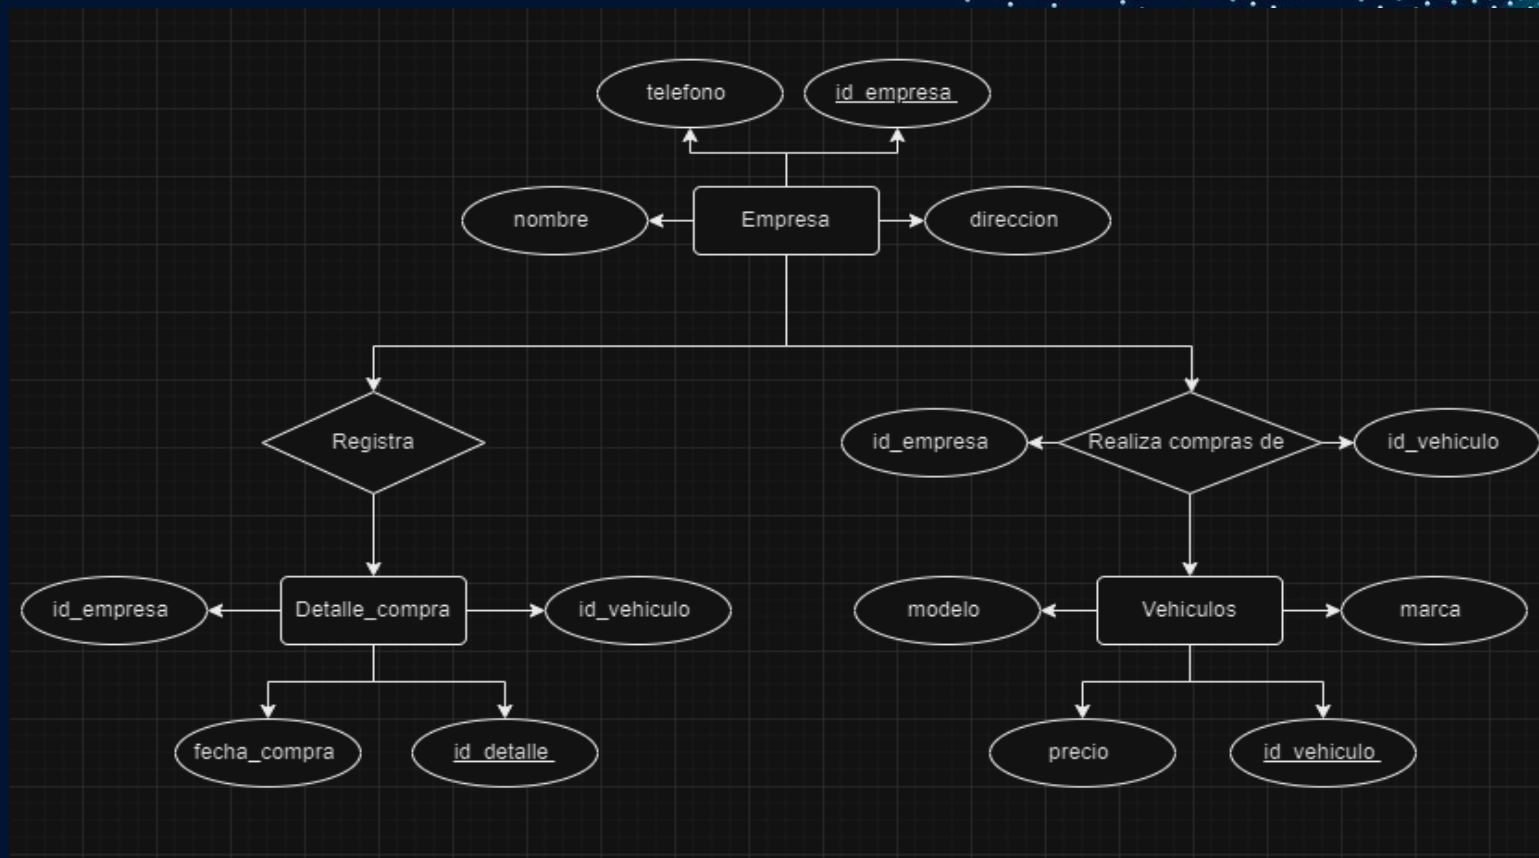 telefono
id_empresa
nombre
Empresa
direccion
Registra
id_empresa
Realiza compras de
id_vehiculo
id_empresa
Detalle_compra
id_vehiculo
modelo
Vehiculos
marca
fecha_compra
id_detalle
precio
id_vehiculo